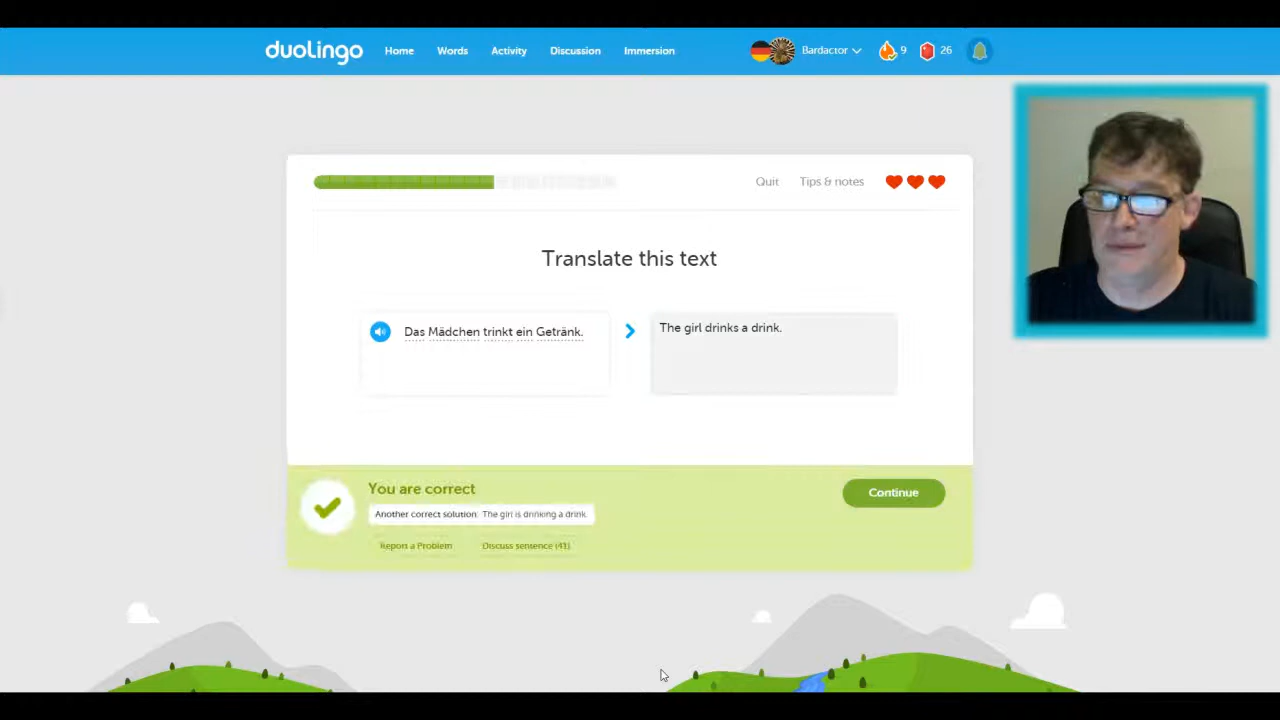 duolingo Home Words Activity Discussion Immersion Bardactor 9 26
Quit Tips & notes
Translate this text
Das Mädchen trinkt ein Getränk. The girl drinks a drink.
You are correct
Continue
Another correct solution: The girl is drinking a drink.
Report a Problem Discuss sentence (41)